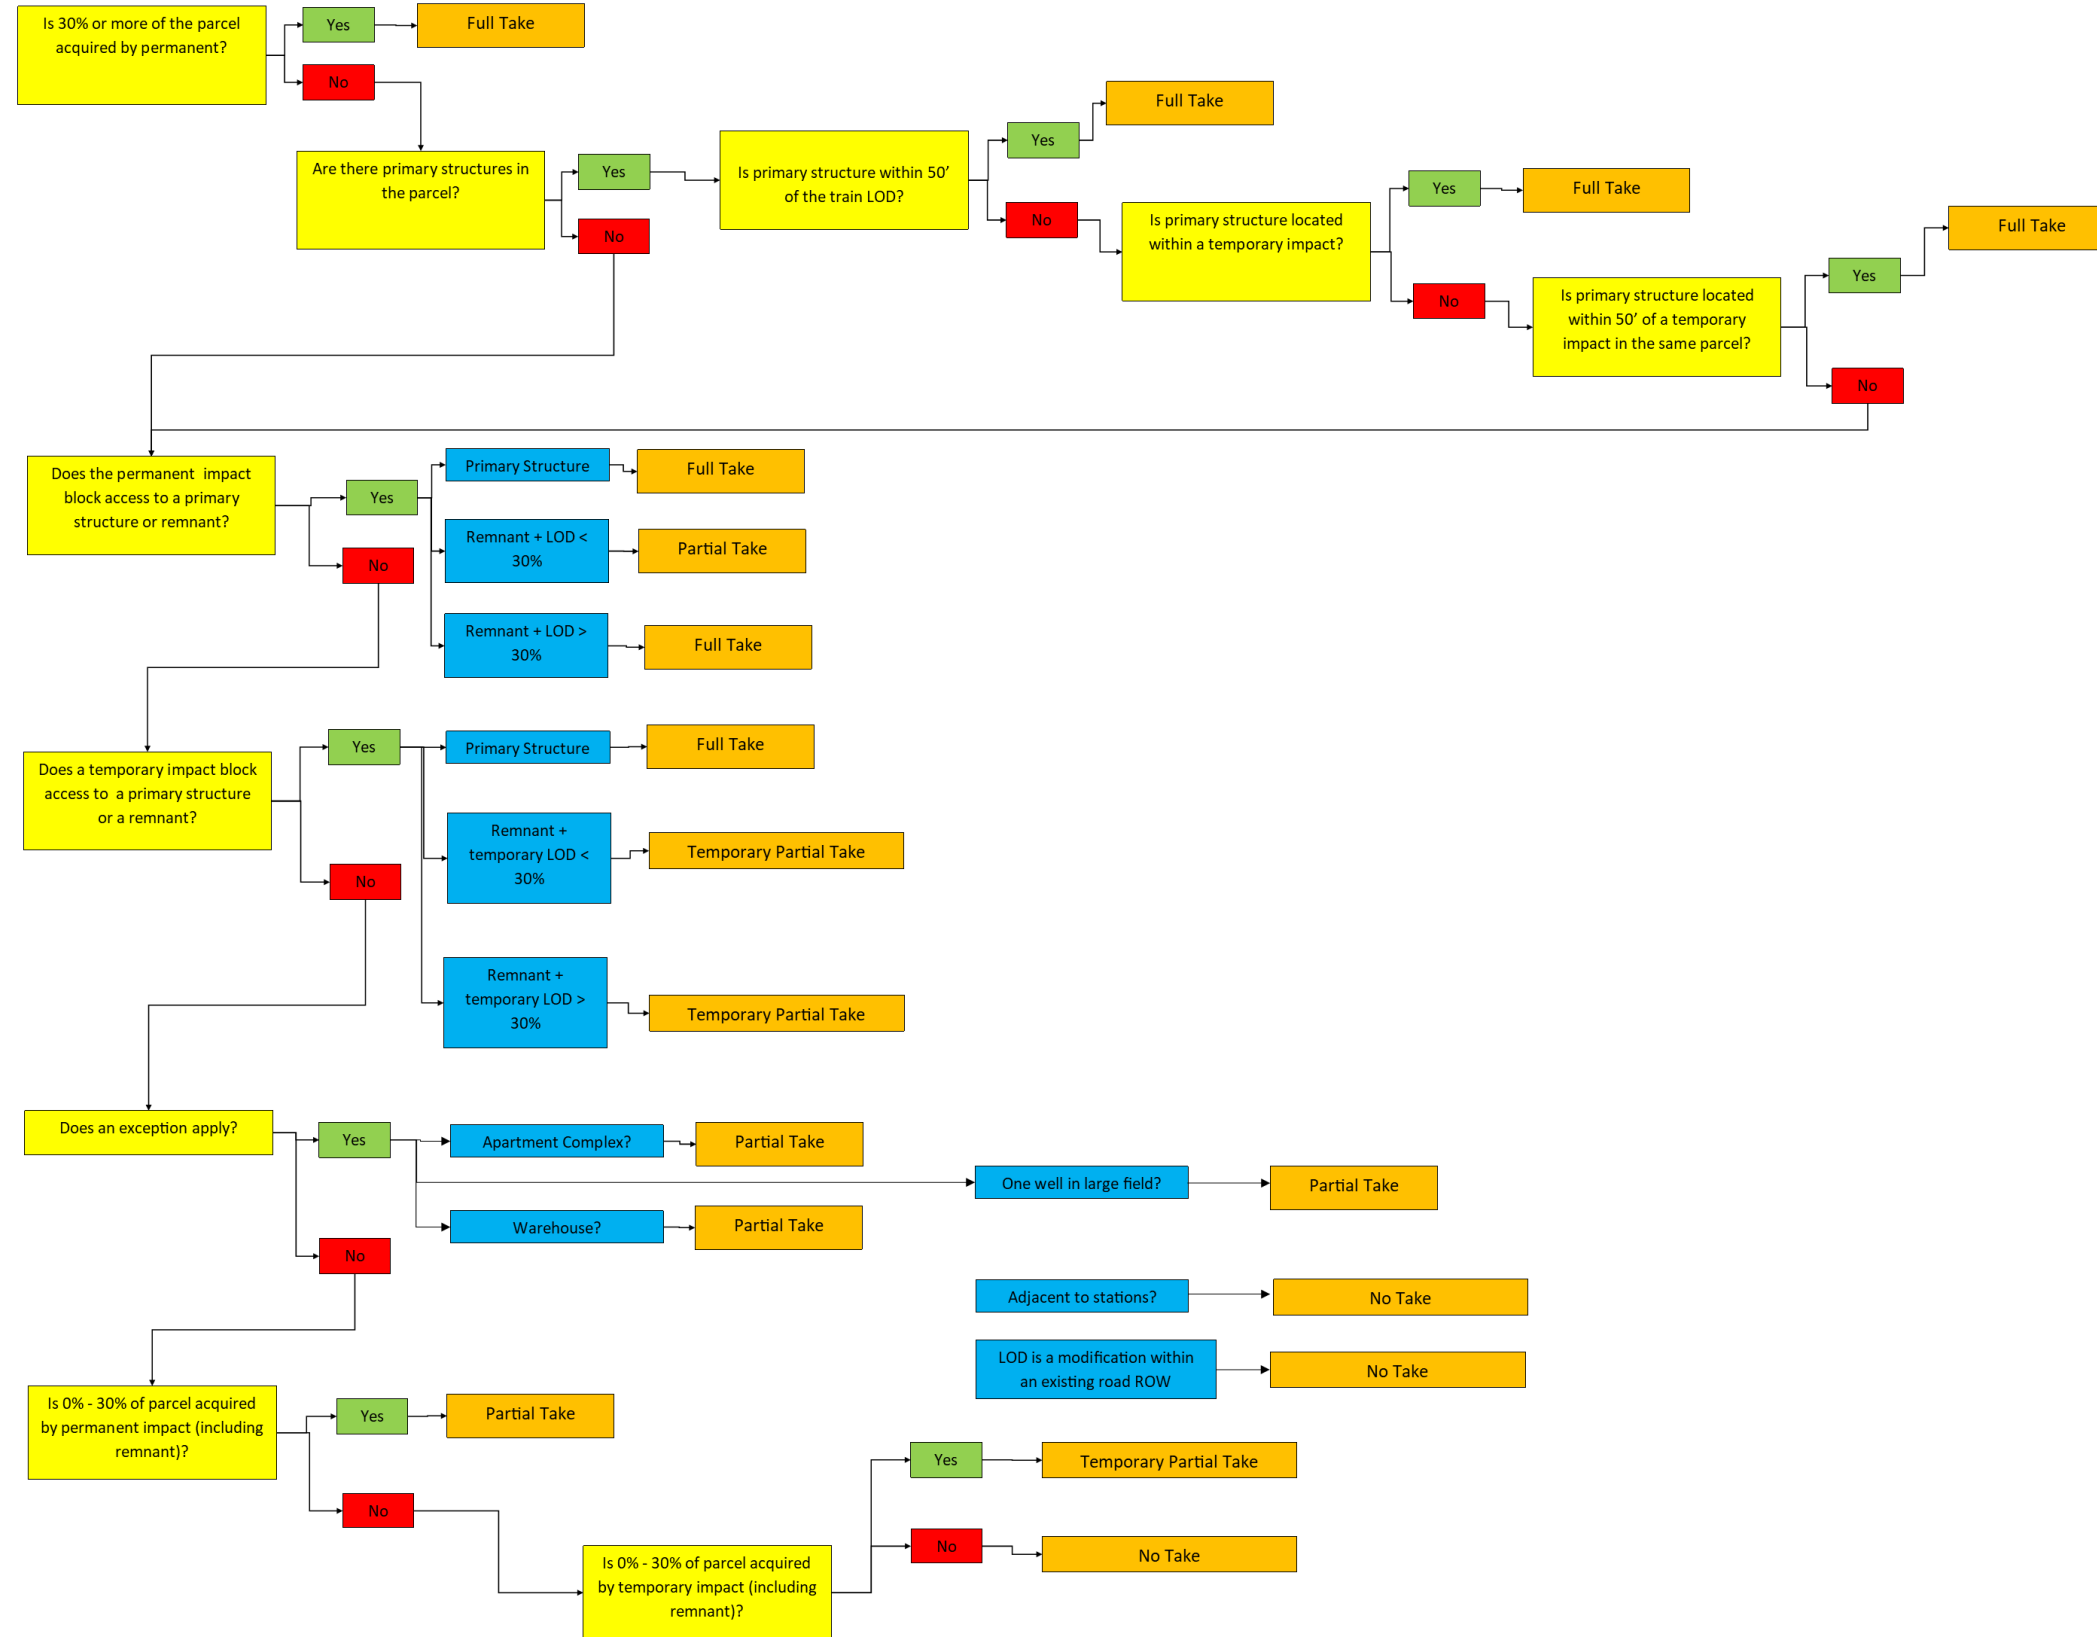 Is 30% or more of the parcel
acquired by permanent?
Yes
Full Take
No
Are there primary structures in
the parcel?
Yes
No
Is primary structure within 50’
of the train LOD?
Yes
Full Take
No
Is primary structure located
within a temporary impact?
Yes
Full Take
No
Is primary structure located
within 50’ of a temporary
impact in the same parcel?
Yes
Full Take
No
Does the permanent  impact
block access to a primary
structure or remnant?
Yes
No
Primary Structure
Full Take
Remnant + LOD <
30%
Partial Take
Remnant + LOD >
30%
Full Take
Does a temporary impact block
access to  a primary structure
or a remnant?
Yes
No
Primary Structure
Full Take
Remnant +
temporary LOD <
30%
Temporary Partial Take
Remnant +
temporary LOD >
30%
Temporary Partial Take
Does an exception apply?
Yes
No
Apartment Complex?
Partial Take
One well in large field?
Partial Take
Warehouse?
Partial Take
Adjacent to stations?
No Take
LOD is a modification within
an existing road ROW
No Take
Is 0% - 30% of parcel acquired
by permanent impact (including
remnant)?
Yes
Partial Take
No
Is 0% - 30% of parcel acquired
by temporary impact (including
remnant)?
Yes
Temporary Partial Take
No
No Take